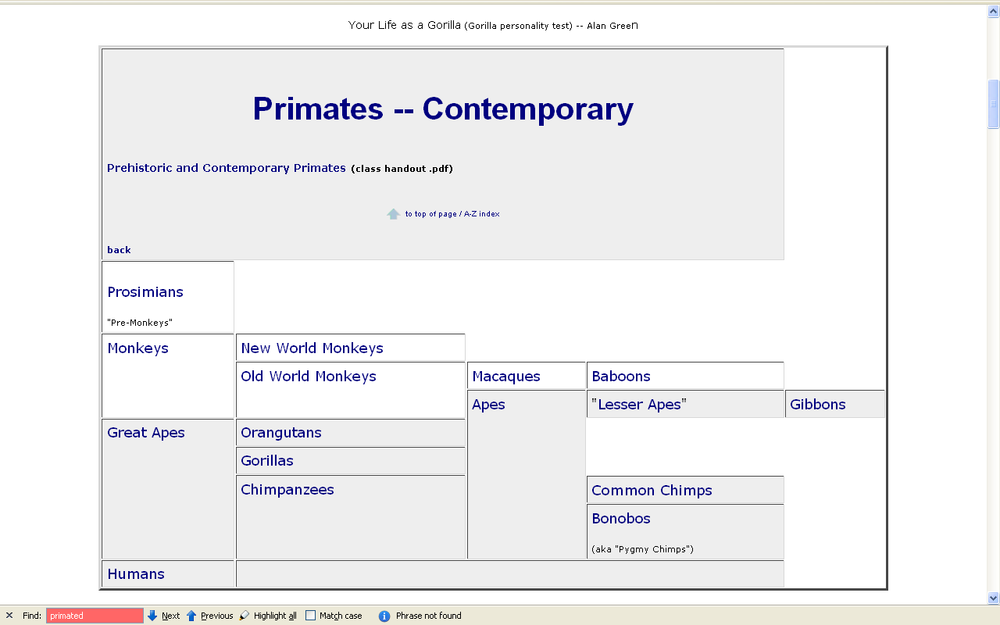 Your Life as a Gorilla (Gorilla personality test) -- Alan Green
Primates -- Contemporary
Prehistoric and Contemporary Primates (class handout .pdf)
to top of page / A-Z index
back
Prosimians
"Pre-Monkeys"
Monkeys New World Monkeys
Old World Monkeys Macaques Baboons
Apes "Lesser Apes" Gibbons
Great Apes Orangutans
Gorillas
Chimpanzees Common Chimps
Bonobos
(aka "Pygmy Chimps")
Humans
Find: primated Next Previous Highlight all Match case Phrase not found